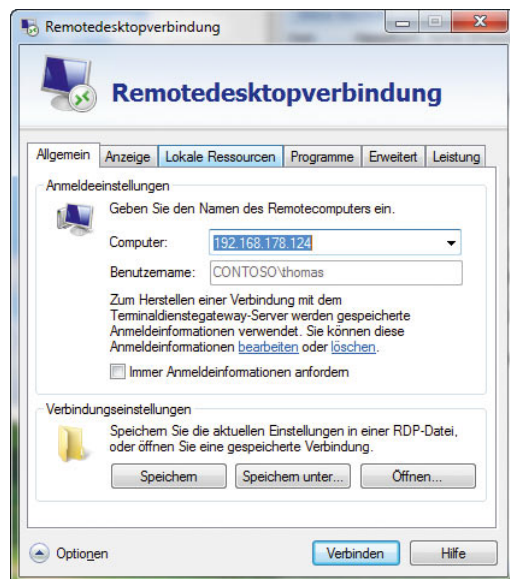 Remotedesktopverbindung
Remotedesktopverbindung
Allgemein Anzeige Lokale Ressourcen Programme Erweitert Leistung
Anmeldeeinstellungen
Geben Sie den Namen des Remotecomputers ein.
Computer: 192.168.178.124
Benutzername: CONTOSO\thomas
Zum Herstellen einer Verbindung mit dem
Terminaldienstegateway-Server werden gespeicherte
Anmeldeinformationen verwendet. Sie können diese
Anmeldeinformationen bearbeiten oder löschen.
Immer Anmeldeinformationen anfordern
Verbindungseinstellungen
Speichern Sie die aktuellen Einstellungen in einer RDP-Datei,
oder öffnen Sie eine gespeicherte Verbindung.
Speichern Speichern unter... Öffnen...
Optionen Verbinden Hilfe